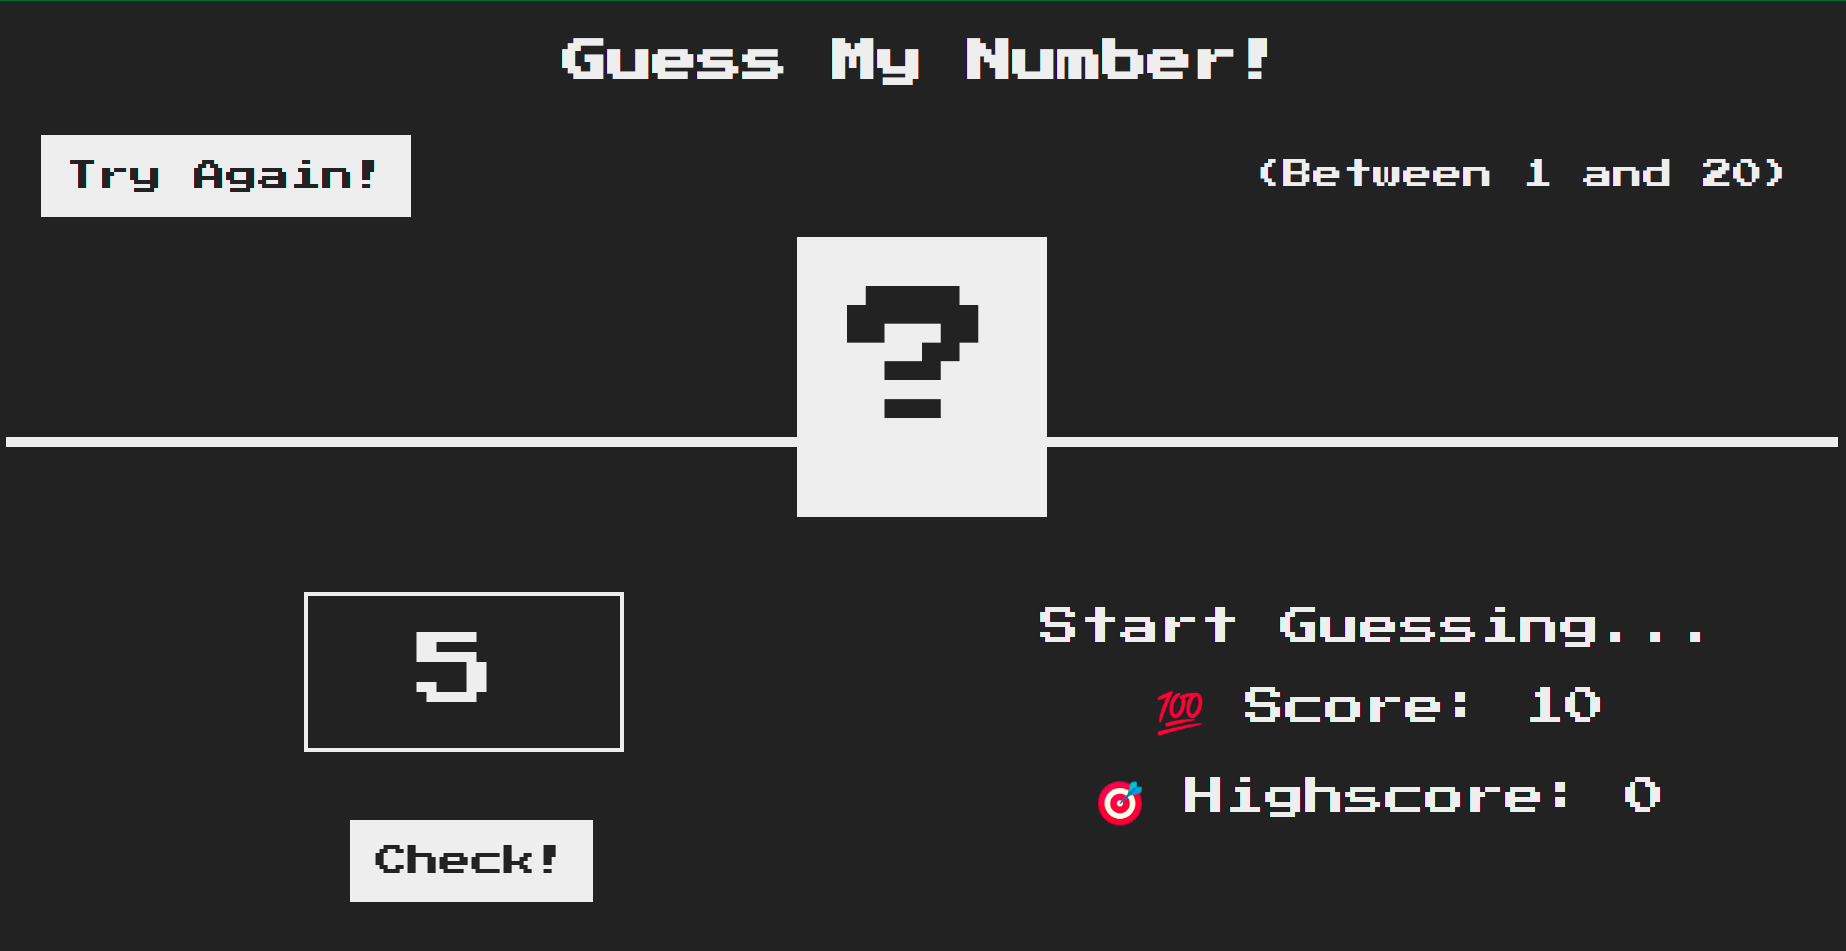 Guess My Number!
Try Again!
(Between 1 and 20)
?
5
Start Guessing...
💯 Score: 10
🎯 Highscore: 0
Check!